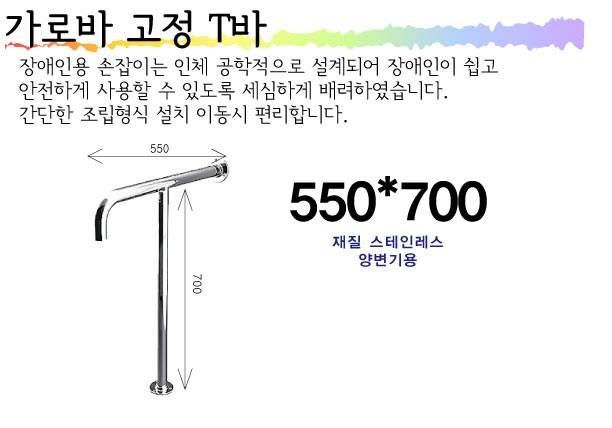 가로바 고정 T바
장애인용 손잡이는 인체 공학적으로 설계되어 장애인이 쉽고
안전하게 사용할 수 있도록 세심하게 배려하였습니다.
간단한 조립형식 설치 이동시 편리합니다.
550
700
550*700
재질 스테인레스
양변기용